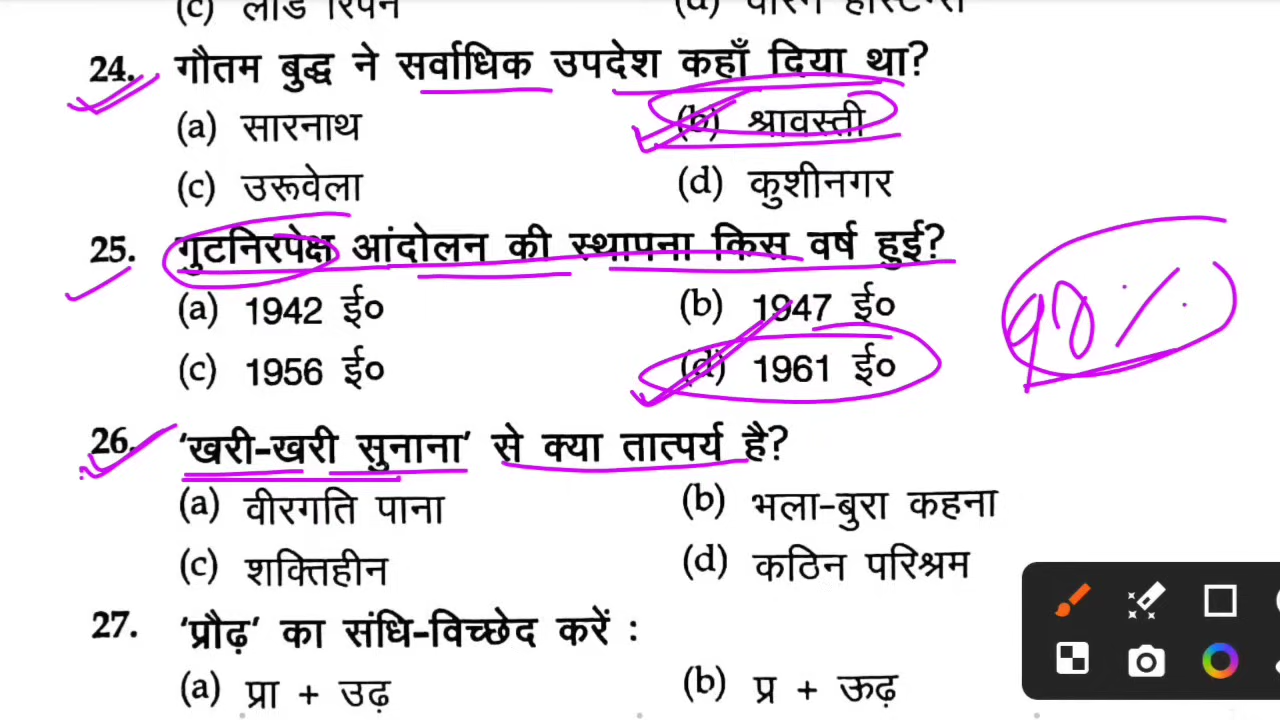 (c) लॉर्ड रिपन (d) वारेन हेस्टिंग्स
24. गौतम बुद्ध ने सर्वाधिक उपदेश कहाँ दिया था?
(a) सारनाथ (b) श्रावस्ती
(c) उरूवेला (d) कुशीनगर
25. गुटनिरपेक्ष आंदोलन की स्थापना किस वर्ष हुई?
(a) 1942 ई० (b) 1947 ई०
(c) 1956 ई० (d) 1961 ई०
26. 'खरी-खरी सुनाना' से क्या तात्पर्य है?
(a) वीरगति पाना (b) भला-बुरा कहना
(c) शक्तिहीन (d) कठिन परिश्रम
27. 'प्रौढ़' का संधि-विच्छेद करें :
(a) प्रा + उढ़ (b) प्र + ऊढ़